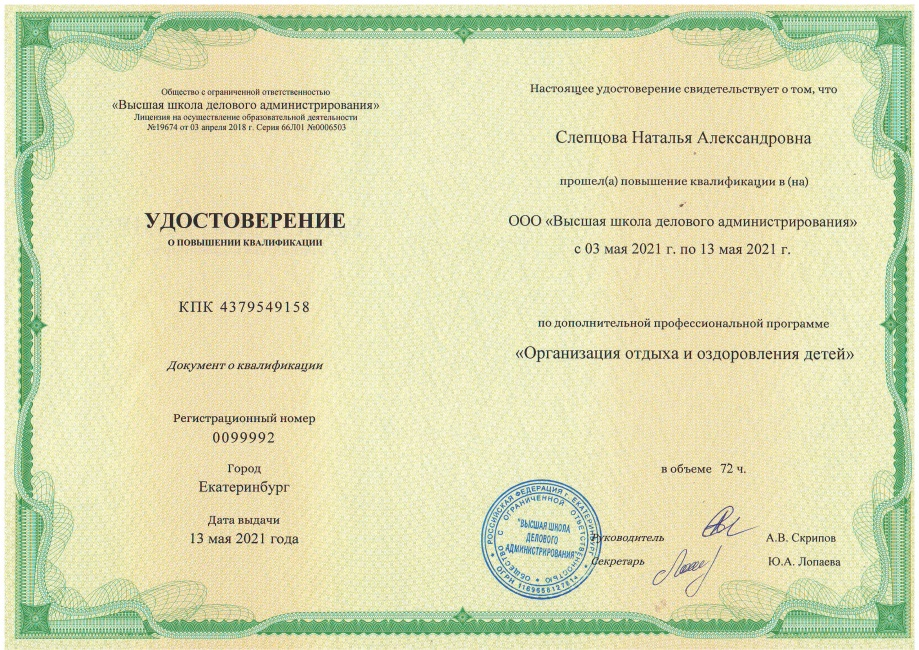 Общество с ограниченной ответственностью
«Высшая школа делового администрирования»
Лицензия на осуществление образовательной деятельности
№19674 от 03 апреля 2018 г. Серия 66Л01 №0006503
УДОСТОВЕРЕНИЕ
О ПОВЫШЕНИИ КВАЛИФИКАЦИИ
КПК 4379549158
Документ о квалификации
Регистрационный номер
0099992
Город
Екатеринбург
Дата выдачи
13 мая 2021 года
Настоящее удостоверение свидетельствует о том, что
Слепцова Наталья Александровна
прошел(а) повышение квалификации в (на)
ООО «Высшая школа делового администрирования»
с 03 мая 2021 г. по 13 мая 2021 г.
по дополнительной профессиональной программе
«Организация отдыха и оздоровления детей»
в объеме 72 ч.
Руководитель А.В. Скрипов
Секретарь Ю.А. Лопаева
РОССИЙСКАЯ ФЕДЕРАЦИЯ г. ЕКАТЕРИНБУРГ
ОБЩЕСТВО С ОГРАНИЧЕННОЙ ОТВЕТСТВЕННОСТЬЮ
"ВЫСШАЯ ШКОЛА
ДЕЛОВОГО
АДМИНИСТРИРОВАНИЯ"
ОГРН 1169658127814